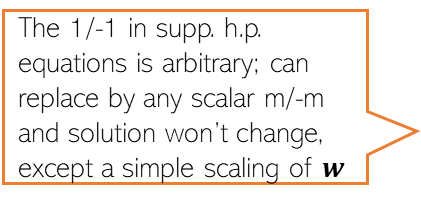 The 1/-1 in supp. h.p.
equations is arbitrary; can
replace by any scalar m/-m
and solution won't change,
except a simple scaling of w